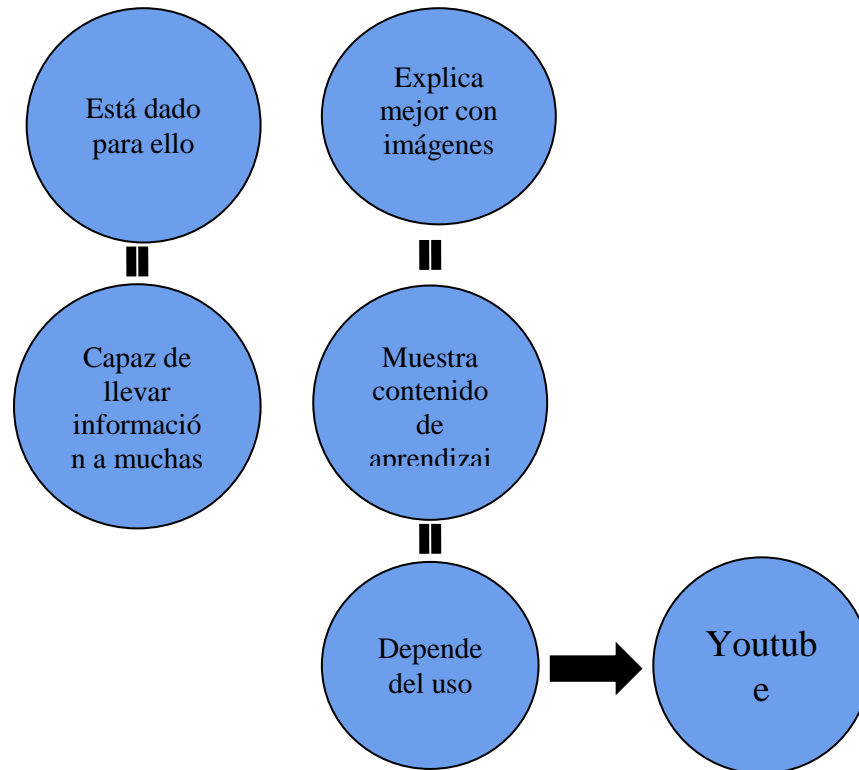 Está dado
para ello
Explica
mejor con
imágenes
Capaz de
llevar
informació
n a muchas
Muestra
contenido
de
aprendizaj
Depende
del uso
Youtub
e